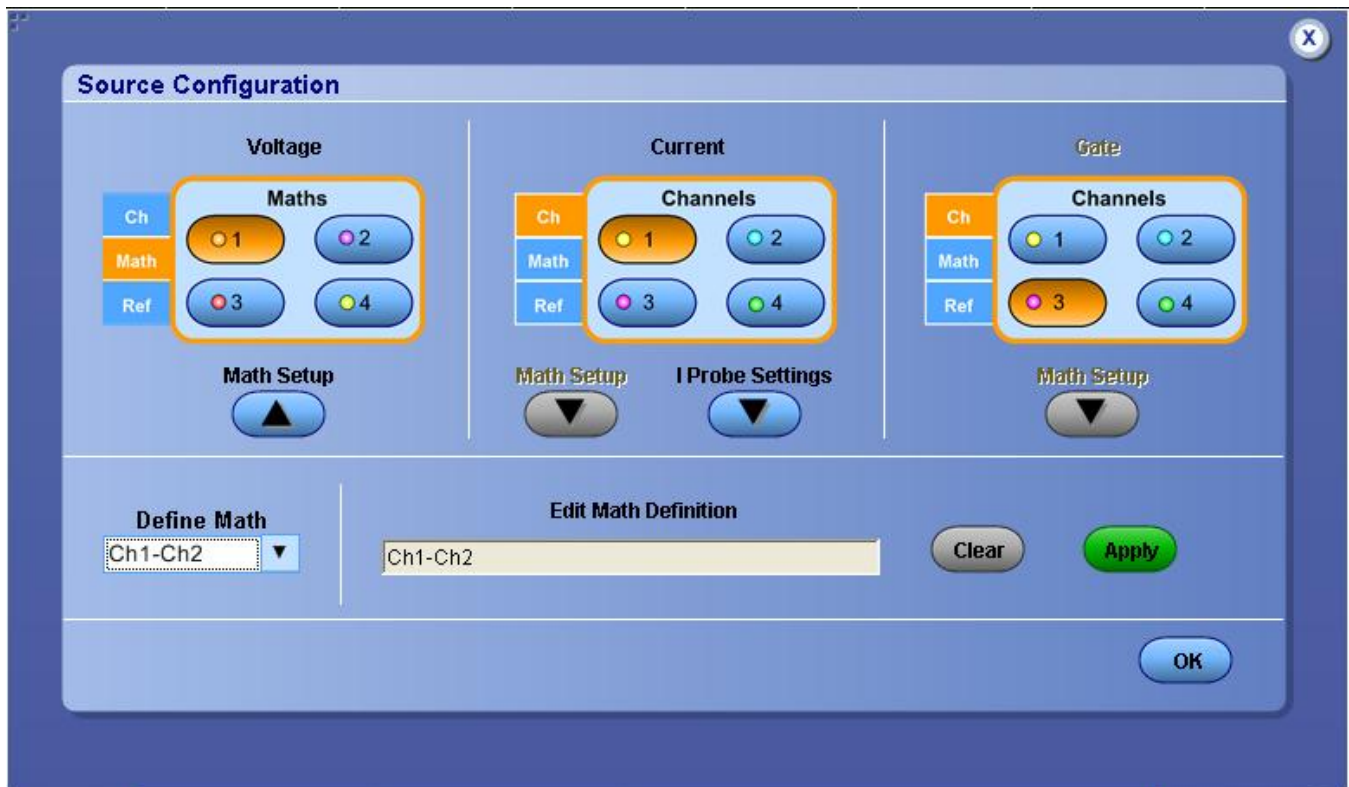 X
Source Configuration
Voltage
Ch
Math
Ref
Maths
1
2
3
4
Math Setup
Current
Ch
Math
Ref
Channels
1
2
3
4
Math Setup
I Probe Settings
Gate
Ch
Math
Ref
Channels
1
2
3
4
Math Setup
Define Math
Ch1-Ch2
Edit Math Definition
Ch1-Ch2
Clear
Apply
OK